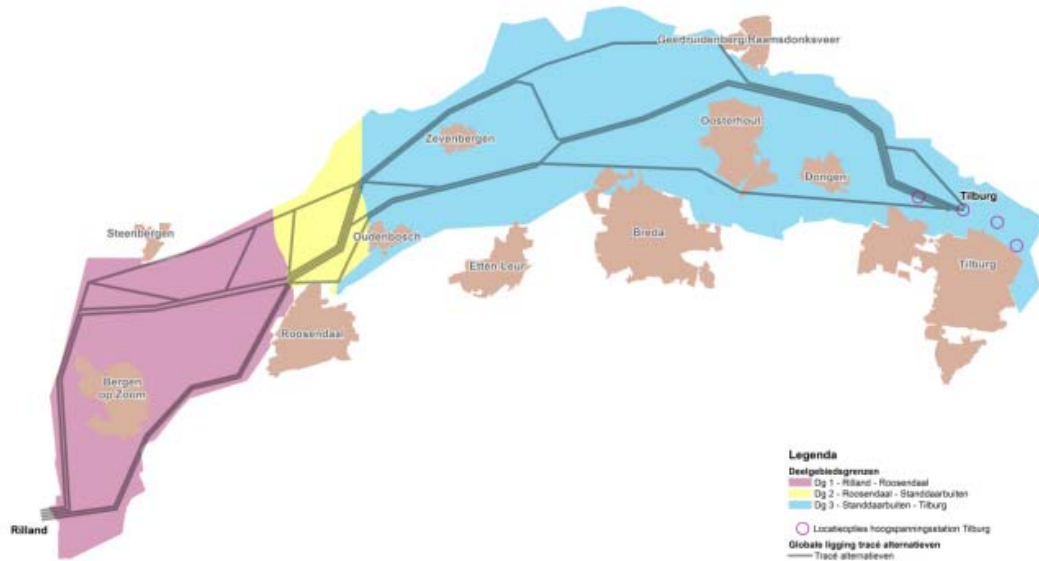 Geertruidenberg/Raamsdonksveer
Oosterhout
Zevenbergen
Dongen
Tilburg
Steenbergen
Oudenbosch
Breda
Etten-Leur
Tilburg
Roosendaal
Bergen
op Zoom
Rilland
Legenda
Deelgebiedsgrenzen
Dg 1 - Rilland - Roosendaal
Dg 2 - Roosendaal - Standdaarbuiten
Dg 3 - Standdaarbuiten - Tilburg
Locatieopties hoogspanningsstation Tilburg
Globale ligging tracé alternatieven
Tracé alternatieven